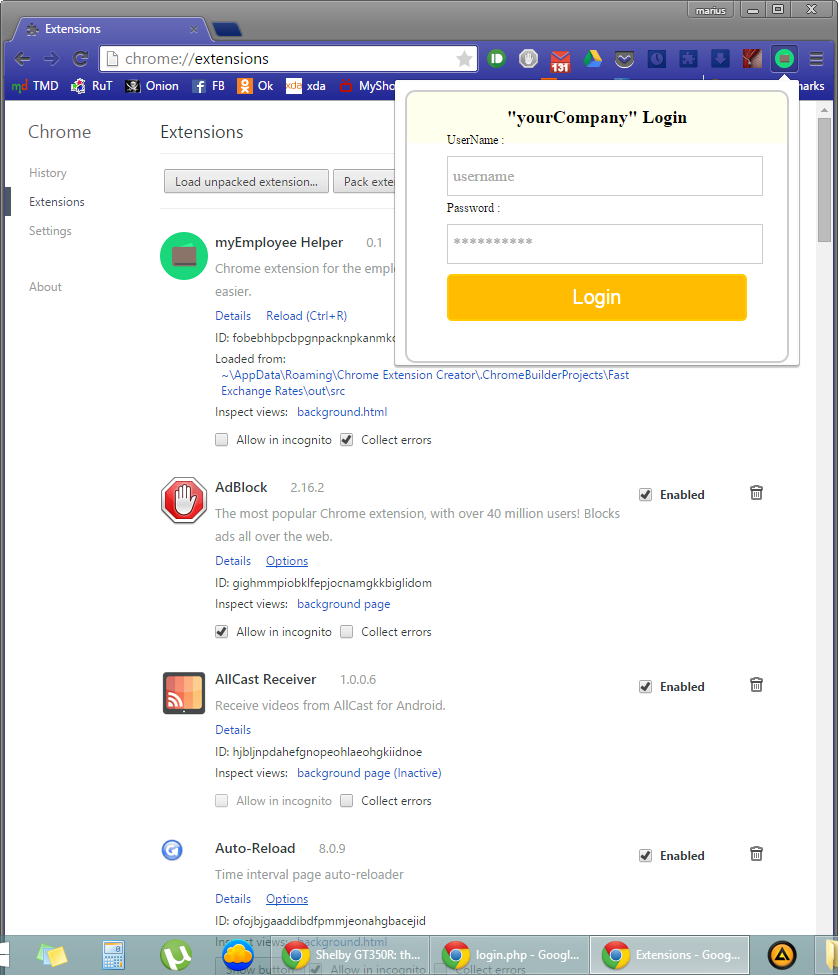 marius
Extensions
chrome://extensions
131
TMD
RuT
Onion
FB
Ok
xda
xda
MySho
marks
"yourCompany" Login
UserName :
username
Password :
**********
Login
Chrome
History
Extensions
Settings
About
Extensions
Load unpacked extension...
Pack exte
myEmployee Helper 0.1
Chrome extension for the emplo
easier.
Details Reload (Ctrl+R)
ID: fobebhbpcbpgnpacknpkanmkc
Loaded from:
~\AppData\Roaming\Chrome Extension Creator\.ChromeBuilderProjects\Fast
Exchange Rates\out\src
Inspect views: background.html
Allow in incognito Collect errors
AdBlock 2.16.2
Enabled
The most popular Chrome extension, with over 40 million users! Blocks
ads all over the web.
Details Options
ID: gighmmpiobklfepjocnamgkkbiglidom
Inspect views: background page
Allow in incognito Collect errors
AllCast Receiver 1.0.0.6
Enabled
Receive videos from AllCast for Android.
Details
ID: hjbljnpdahefgnopeohlaeohgkiidnoe
Inspect views: background page (Inactive)
Allow in incognito Collect errors
Auto-Reload 8.0.9
Enabled
Time interval page auto-reloader
Details Options
ID: ofojbjgaaddibdfpmmjeonahgbacejid
Inspect views: background.html
Show button Allow in incognito Collect errors
Shelby GT350R: th...
login.php - Googl...
Extensions - Goog...